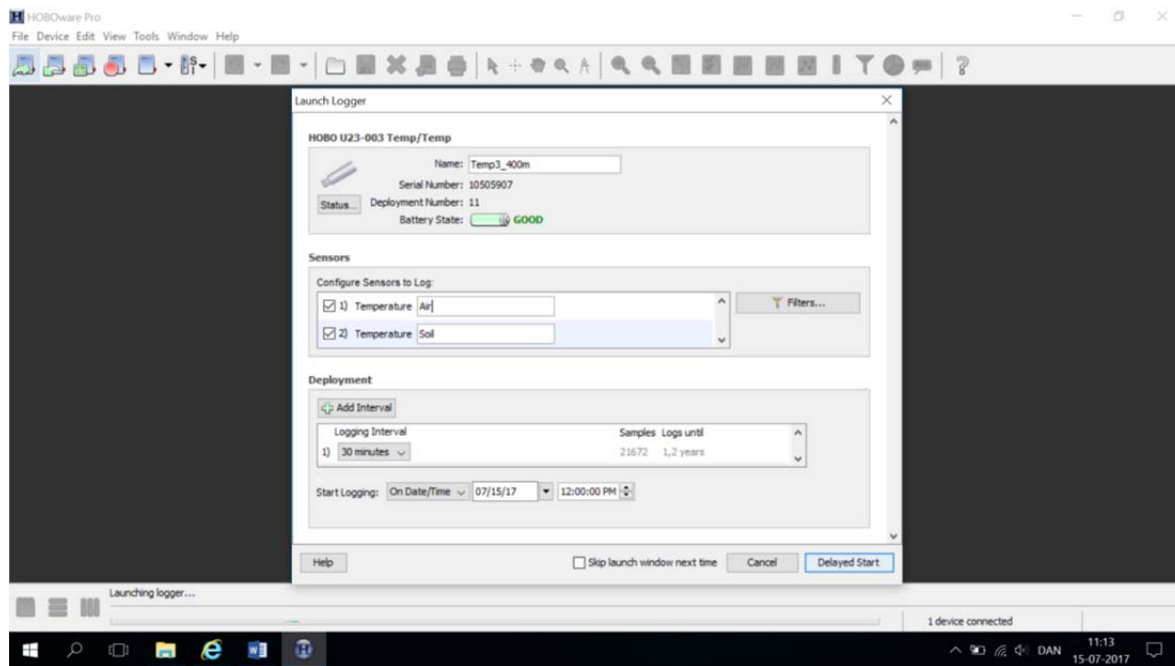 HOBOware Pro
File Device Edit View Tools Window Help
Launch Logger
HOBO U23-003 Temp/Temp
Name: Temp3_400m
Serial Number: 10505907
Status... Deployment Number: 11
Battery State: GOOD
Sensors
Configure Sensors to Log:
1) Temperature Air
Filters...
2) Temperature Soil
Deployment
Add Interval
Logging Interval Samples Logs until
1) 30 minutes 21672 1,2 years
Start Logging: On Date/Time 07/15/17 12:00:00 PM
Help Skip launch window next time Cancel Delayed Start
Launching logger...
1 device connected
DAN 11:13
15-07-2017